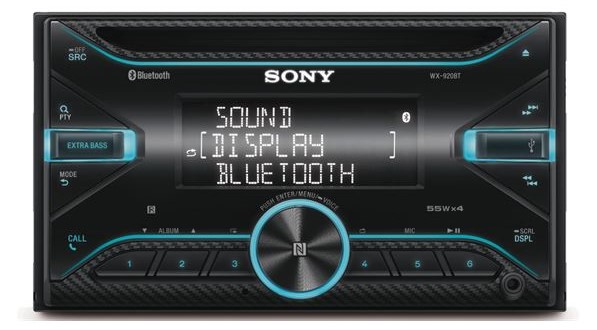 OFF
SRC
Bluetooth
SONY
WX-920BT
PTY
SOUND
[DISPLAY]
BLUETOOTH
EXTRA BASS
MODE
PUSH ENTER/MENU/ VOICE
55W x 4
CALL
ALBUM
MIC
SCRL
DSPL
1 2 3 4 5 6
N